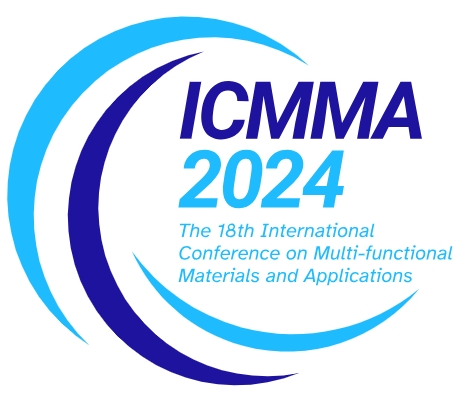 ICMMA
2024
The 18th International
Conference on Multi-functional
Materials and Applications